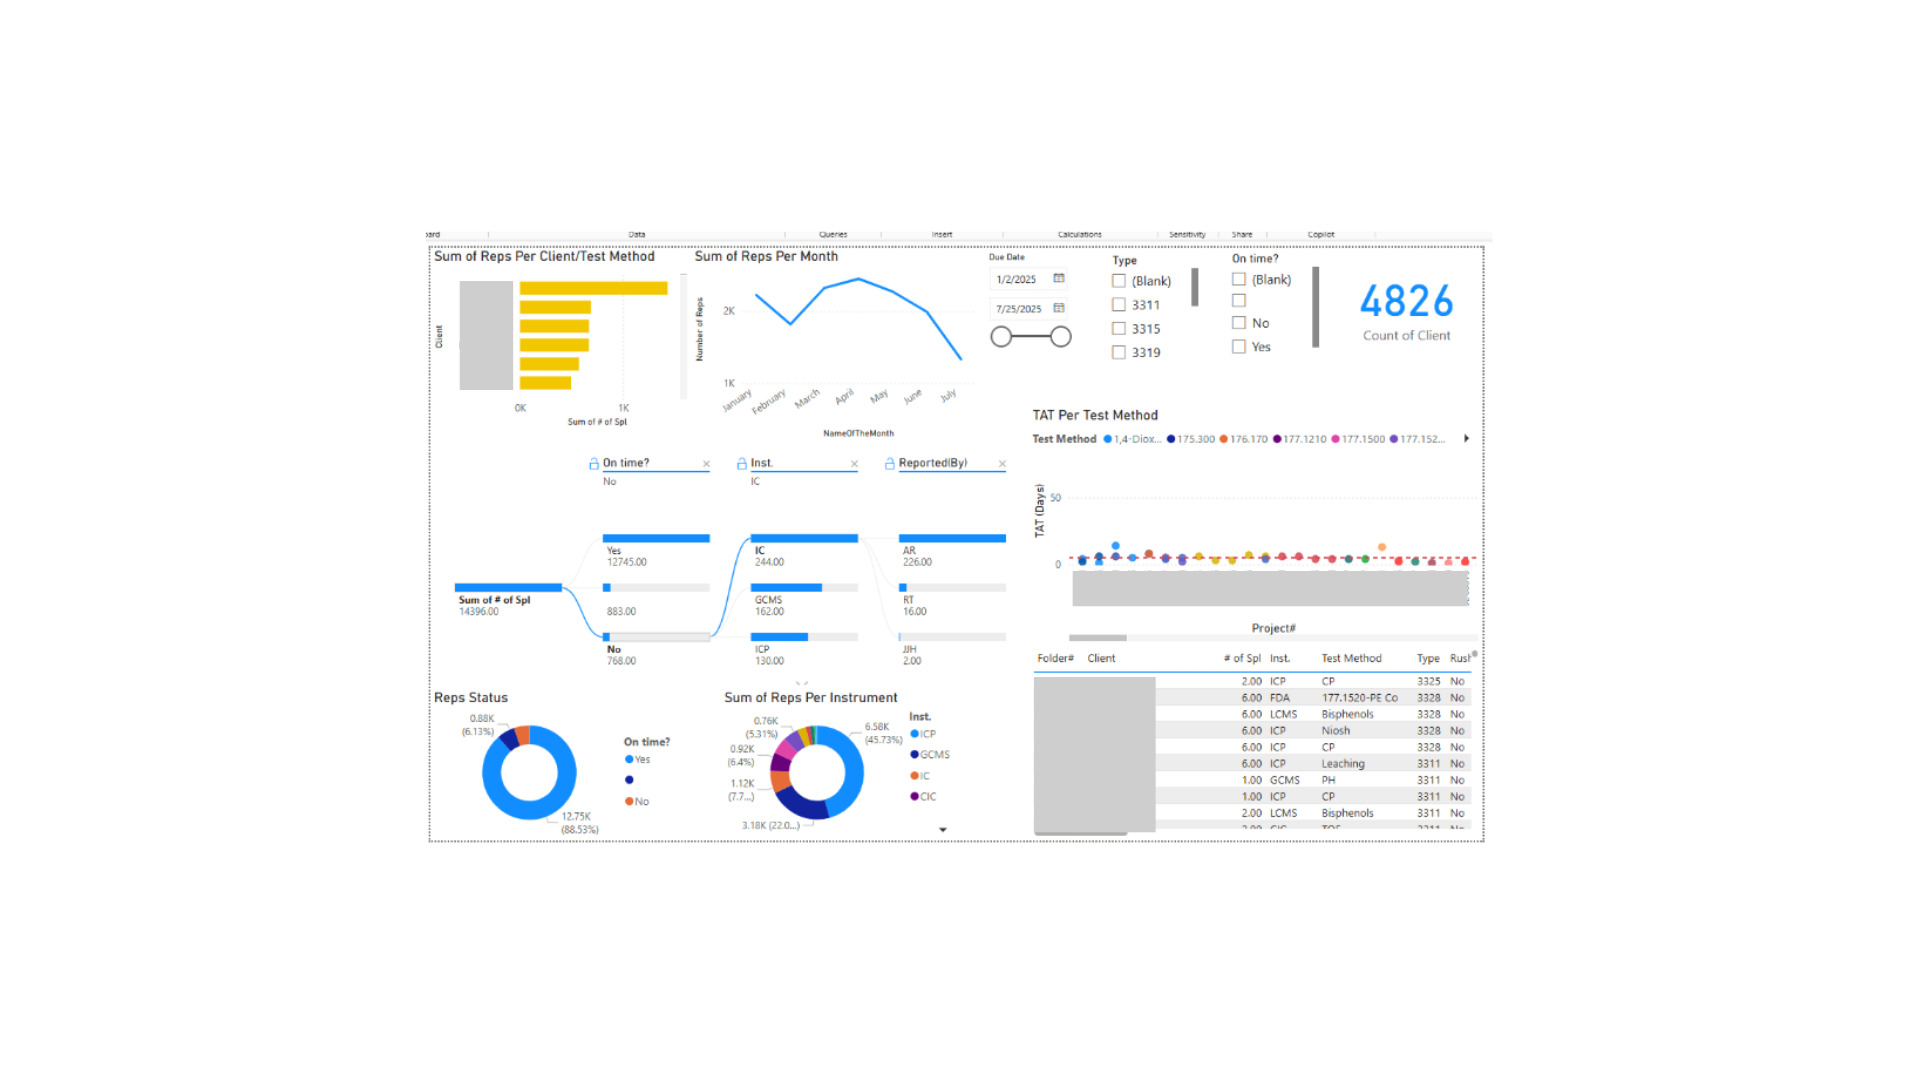 Data Queries Insert Calculations Sensitivity Share Copilot
Sum of Reps Per Client/Test Method
Client
0K 1K
Sum of # of Spl
Sum of Reps Per Month
Number of Reps
2K
1K
January February March April May June July
NameOfTheMonth
Due Date
1/2/2025
7/25/2025
Type
(Blank)
3311
3315
3319
On time?
(Blank)
No
Yes
4826
Count of Client
On time?
No
Inst.
IC
Reported(By)
Sum of # of Spl
14396.00
Yes
12745.00
883.00
No
768.00
IC
244.00
GCMS
162.00
ICP
130.00
AR
226.00
RT
16.00
JJH
2.00
TAT Per Test Method
Test Method 1,4-Diox... 175.300 176.170 177.1210 177.1500 177.152...
TAT (Days)
50
0
Project#
Reps Status
0.88K
(6.13%)
12.75K
(88.53%)
On time?
Yes
No
Sum of Reps Per Instrument
0.76K
(5.31%)
0.92K
(6.4%)
1.12K
(7.7...)
3.18K (22.0...)
6.58K
(45.73%)
Inst.
ICP
GCMS
IC
CIC
Folder# Client # of Spl Inst. Test Method Type Rush
2.00 ICP CP 3325 No
6.00 FDA 177.1520-PE Co 3328 No
6.00 LCMS Bisphenols 3328 No
6.00 ICP Niosh 3328 No
6.00 ICP CP 3328 No
6.00 ICP Leaching 3311 No
1.00 GCMS PH 3311 No
1.00 ICP CP 3311 No
2.00 LCMS Bisphenols 3311 No